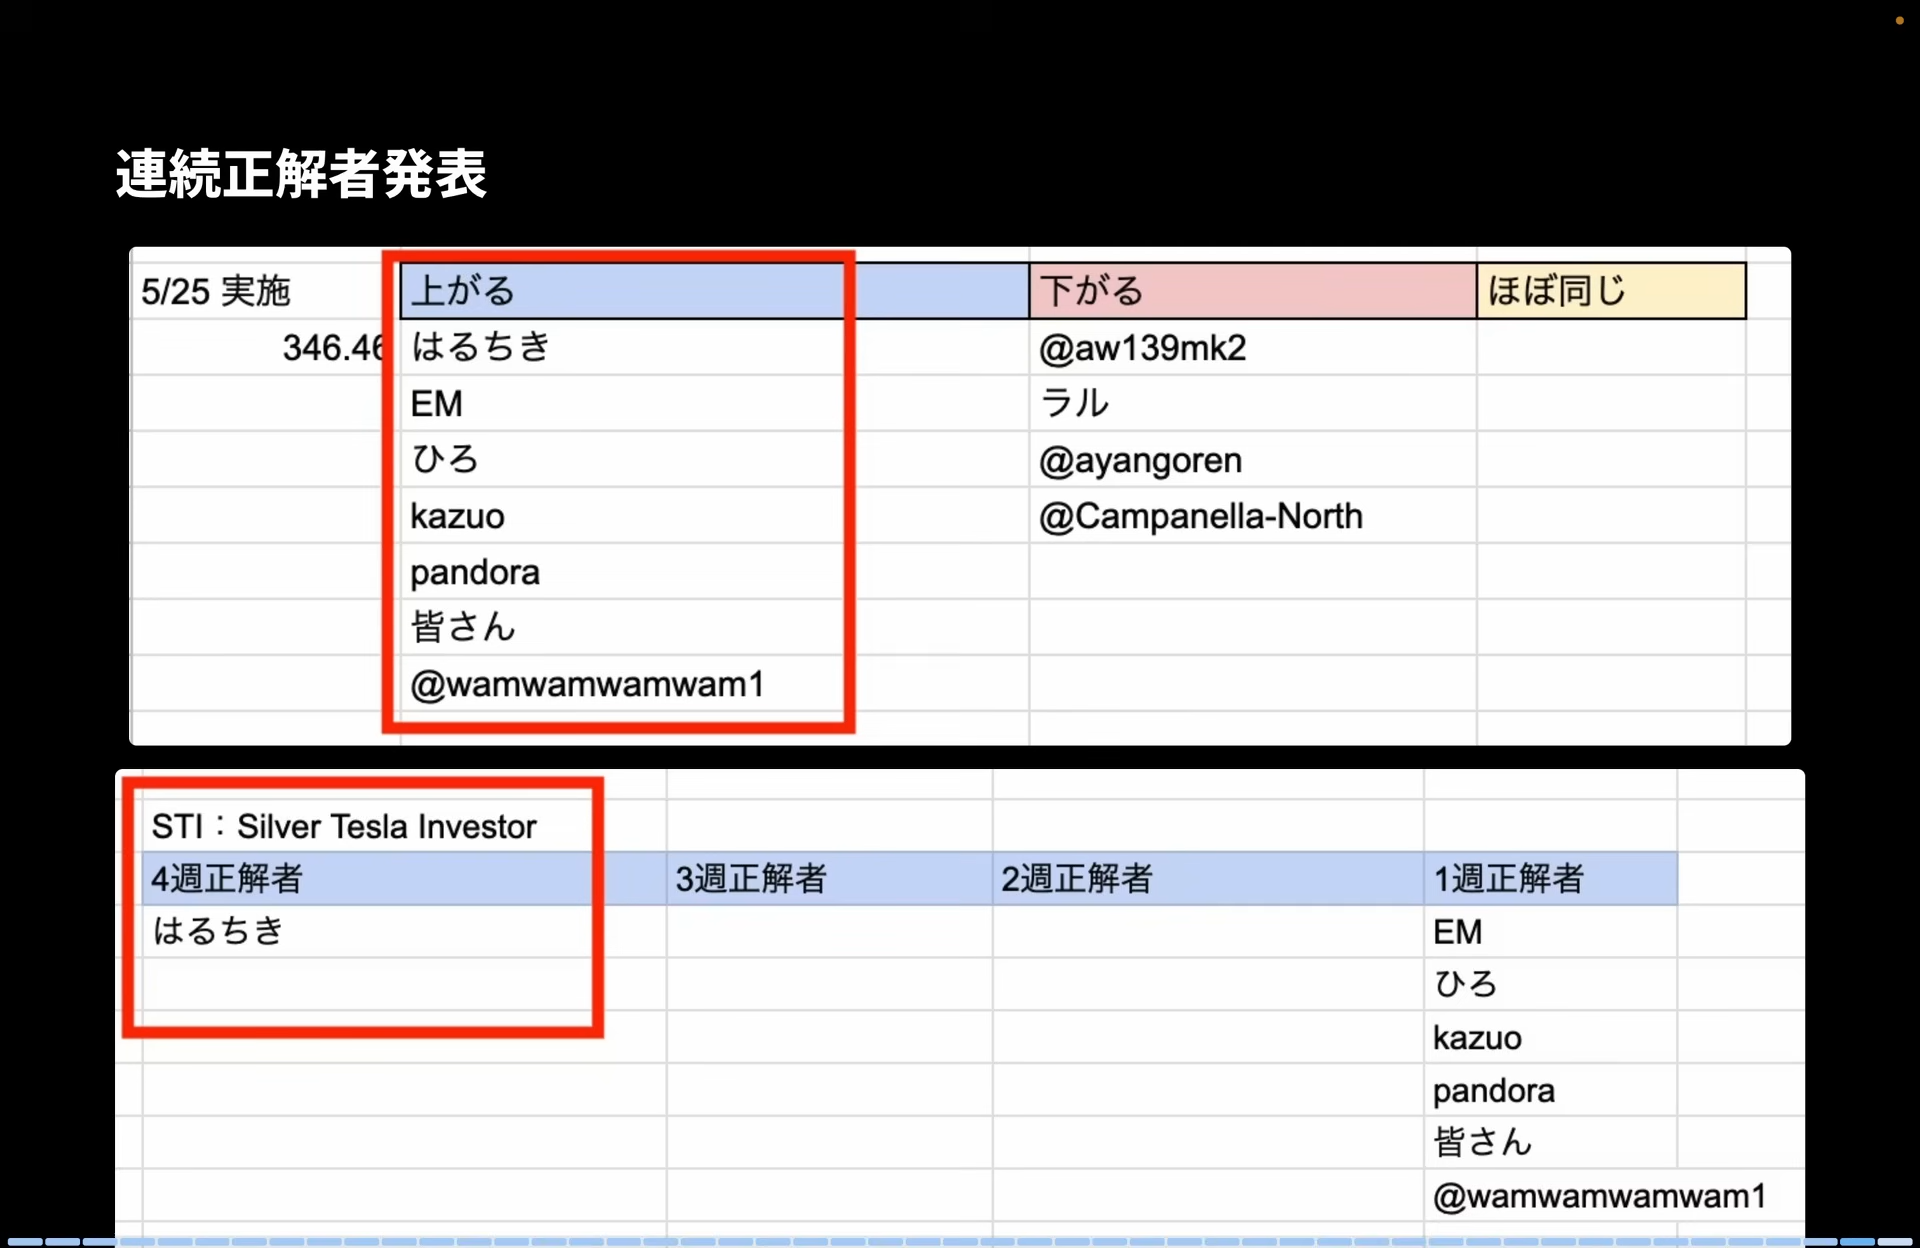 連続正解者発表
5/25 実施 上がる 下がる ほぼ同じ
346.46 はるちき @aw139mk2
EM ラル
ひろ @ayangoren
kazuo @Campanella-North
pandora
皆さん
@wamwamwamwam1
STI：Silver Tesla Investor
4週正解者 3週正解者 2週正解者 1週正解者
はるちき EM
ひろ
kazuo
pandora
皆さん
@wamwamwamwam1